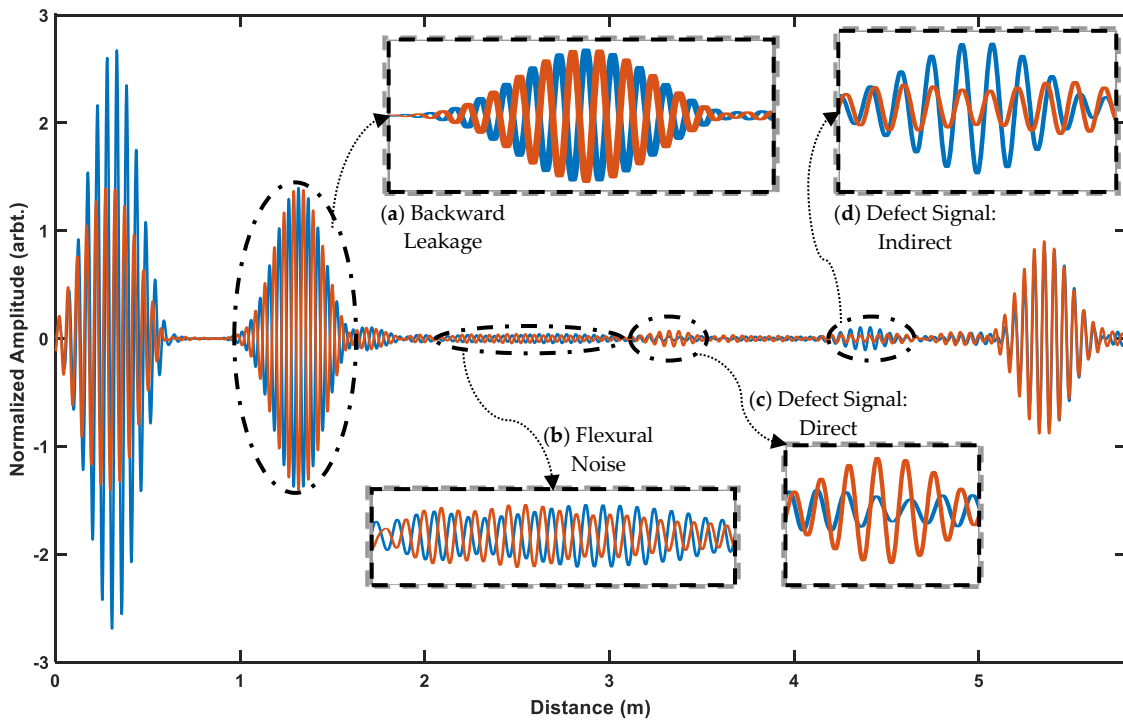 3
2
1
0
-1
-2
-3
Normalized Amplitude (arbt.)
(a) Backward
Leakage
(d) Defect Signal:
Indirect
(b) Flexural
Noise
(c) Defect Signal:
Direct
0 1 2 3 4 5
Distance (m)